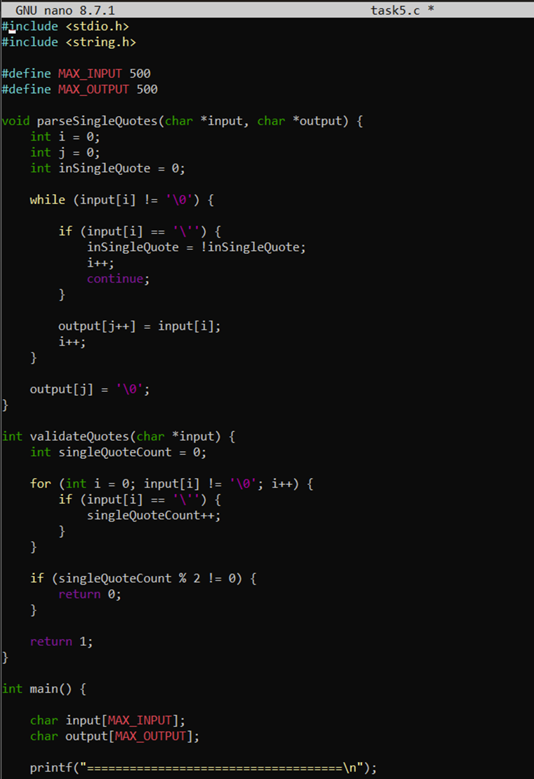 GNU nano 8.7.1 task5.c *
#include <stdio.h>
#include <string.h>

#define MAX_INPUT 500
#define MAX_OUTPUT 500

void parseSingleQuotes(char *input, char *output) {
    int i = 0;
    int j = 0;
    int inSingleQuote = 0;

    while (input[i] != '\0') {

        if (input[i] == '\'') {
            inSingleQuote = !inSingleQuote;
            i++;
            continue;
        }

        output[j++] = input[i];
        i++;
    }

    output[j] = '\0';
}

int validateQuotes(char *input) {
    int singleQuoteCount = 0;

    for (int i = 0; input[i] != '\0'; i++) {
        if (input[i] == '\'') {
            singleQuoteCount++;
        }
    }

    if (singleQuoteCount % 2 != 0) {
        return 0;
    }

    return 1;
}

int main() {

    char input[MAX_INPUT];
    char output[MAX_OUTPUT];

    printf("====================================\n");